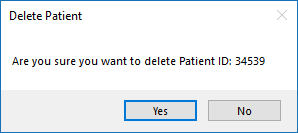 Delete Patient
Are you sure you want to delete Patient ID: 34539
Yes
No